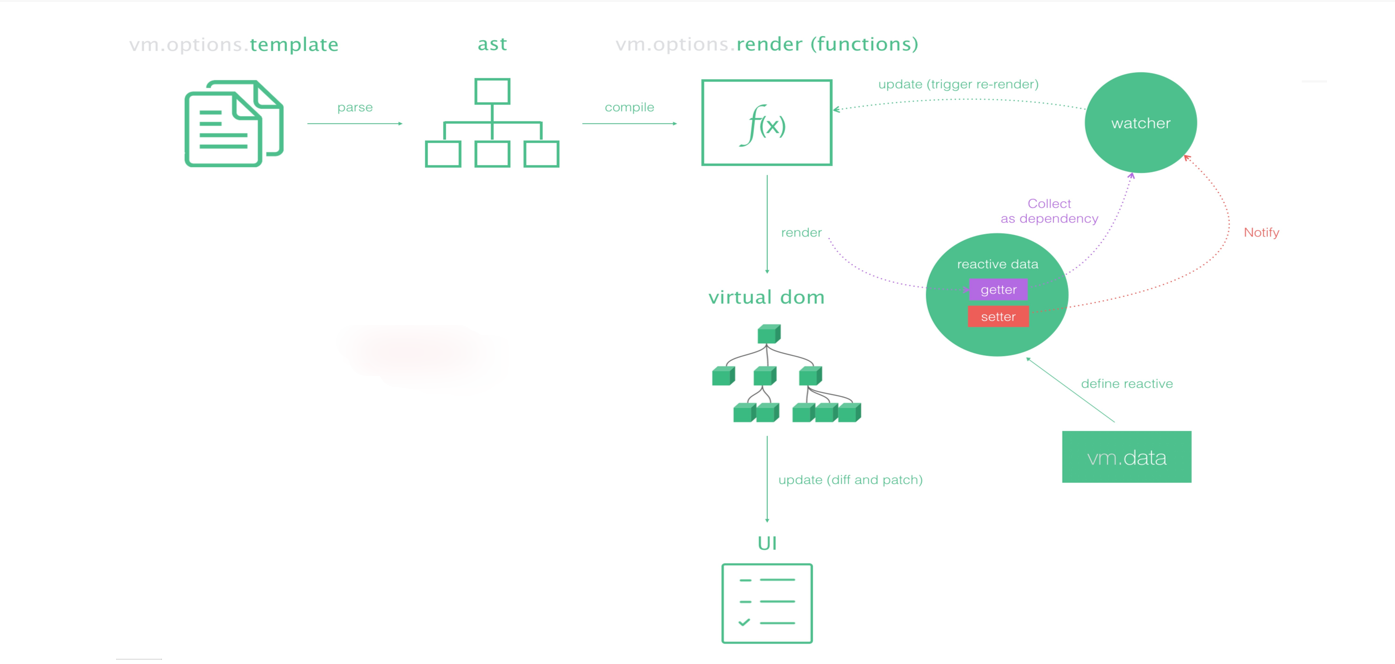 vm.options.template
ast
vm.options.render (functions)
parse
compile
f(x)
update (trigger re-render)
watcher
Collect
as dependency
render
Notify
reactive data
getter
setter
virtual dom
define reactive
vm.data
update (diff and patch)
UI